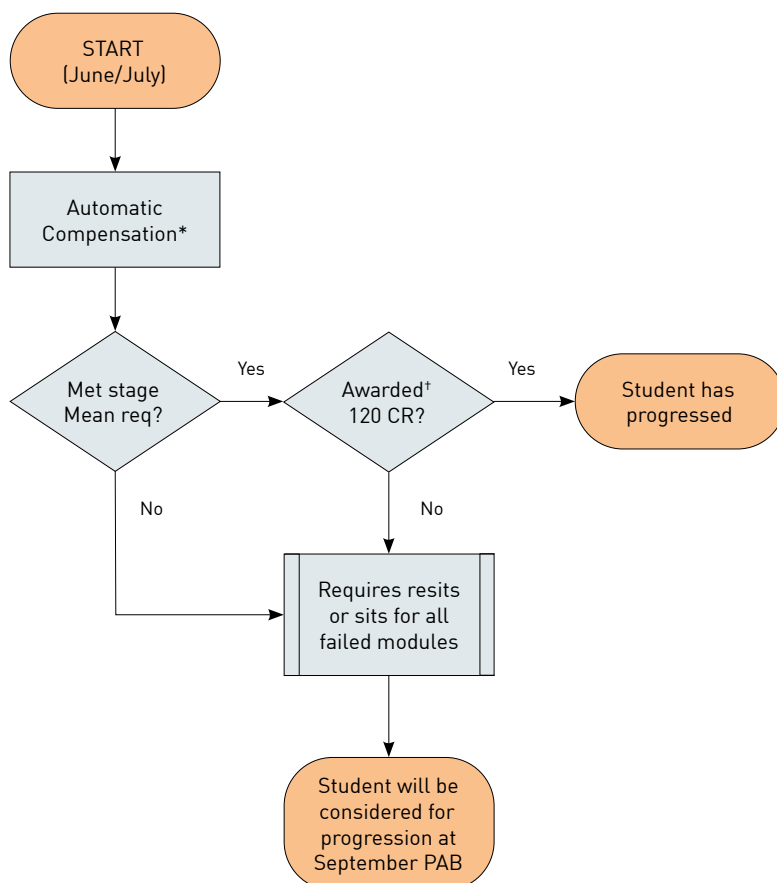 START
(June/July)
Automatic
Compensation*
Met stage
Mean req?
Yes
Awarded†
120 CR?
Yes
Student has
progressed
No
No
Requires resits
or sits for all
failed modules
Student will be
considered for
progression at
September PAB